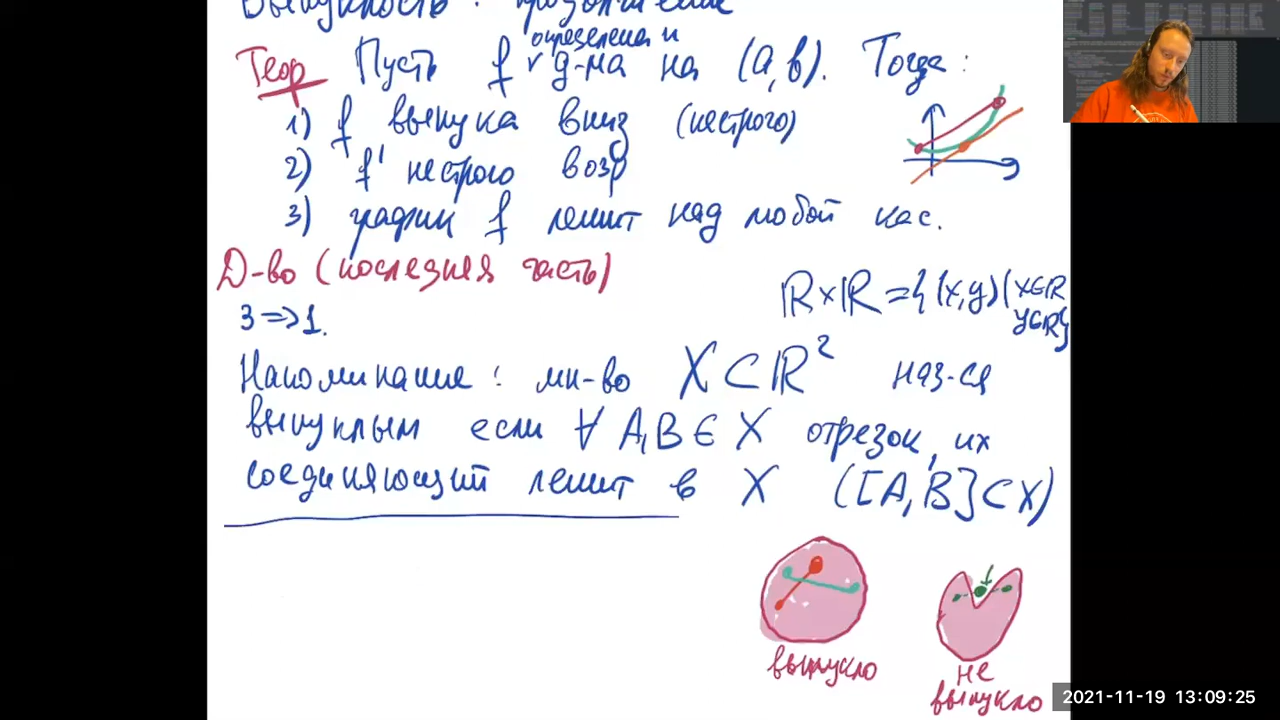 Выпуклость: продолжение
определена и
Теор Пусть f д-ма на (a,b). Тогда:
1) f выпукла вниз (нестрого)
2) f' нестрого возр
3) график f лежит над любой кас.
Д-во (последняя часть)
ℝ×ℝ={(x,y)|x∈ℝ
y∈ℝ}
3⇒1.
Напоминание: мн-во X⊂ℝ² наз-ся
выпуклым если ∀ A,B∈X отрезок, их
соединяющий лежит в X ([A,B]⊂X)
выпукло
не
выпукло
2021-11-19 13:09:25